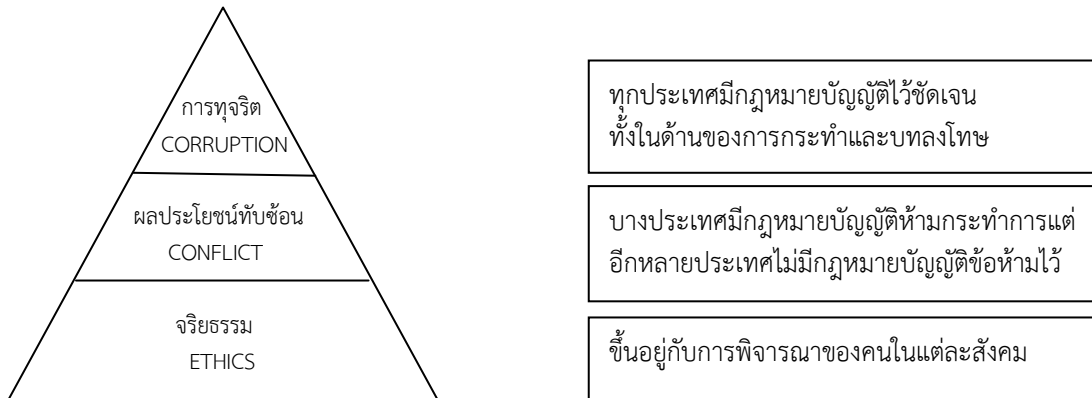 การทุจริต
CORRUPTION
ผลประโยชน์ทับซ้อน
CONFLICT
จริยธรรม
ETHICS
ทุกประเทศมีกฎหมายบัญญัติไว้ชัดเจน
ทั้งในด้านของการกระทำและบทลงโทษ
บางประเทศมีกฎหมายบัญญัติห้ามกระทำการแต่
อีกหลายประเทศไม่มีกฎหมายบัญญัติข้อห้ามไว้
ขึ้นอยู่กับการพิจารณาของคนในแต่ละสังคม